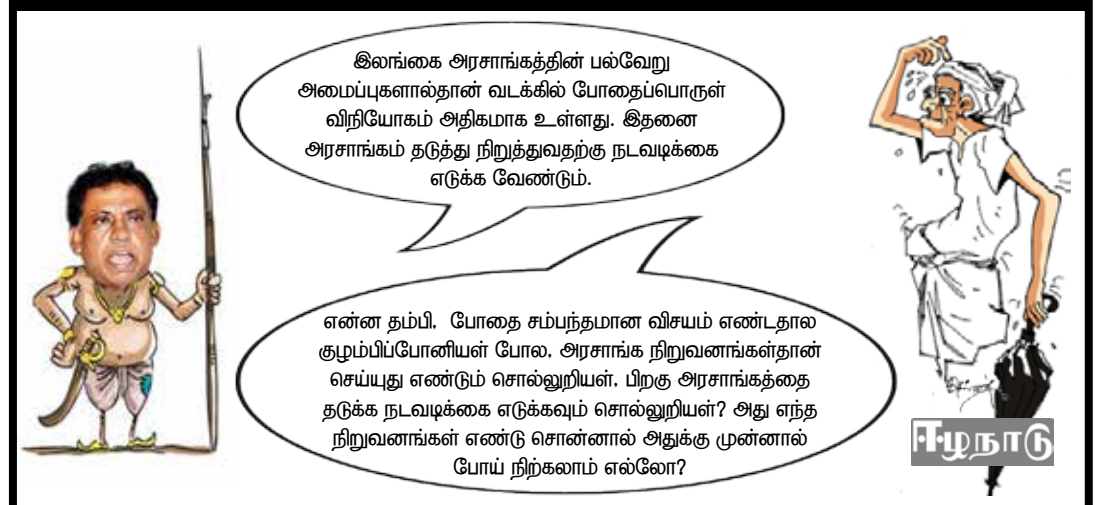 இலங்கை அரசாங்கத்தின் பல்வேறு
அமைப்புகளால்தான் வடக்கில் போதைப்பொருள்
விநியோகம் அதிகமாக உள்ளது. இதனை
அரசாங்கம் தடுத்து நிறுத்துவதற்கு நடவடிக்கை
எடுக்க வேண்டும்.
என்ன தம்பி, போதை சம்பந்தமான விசயம் எண்டதால
குழம்பிப்போனியள் போல, அரசாங்க நிறுவனங்கள்தான்
செய்யுது எண்டும் சொல்லுறியள், பிறகு அரசாங்கத்தை
தடுக்க நடவடிக்கை எடுக்கவும் சொல்லுறியள்? அது எந்த
நிறுவனங்கள் எண்டு சொன்னால் அதுக்கு முன்னால்
போய் நிற்கலாம் எல்லோ?
ஈழநாடு